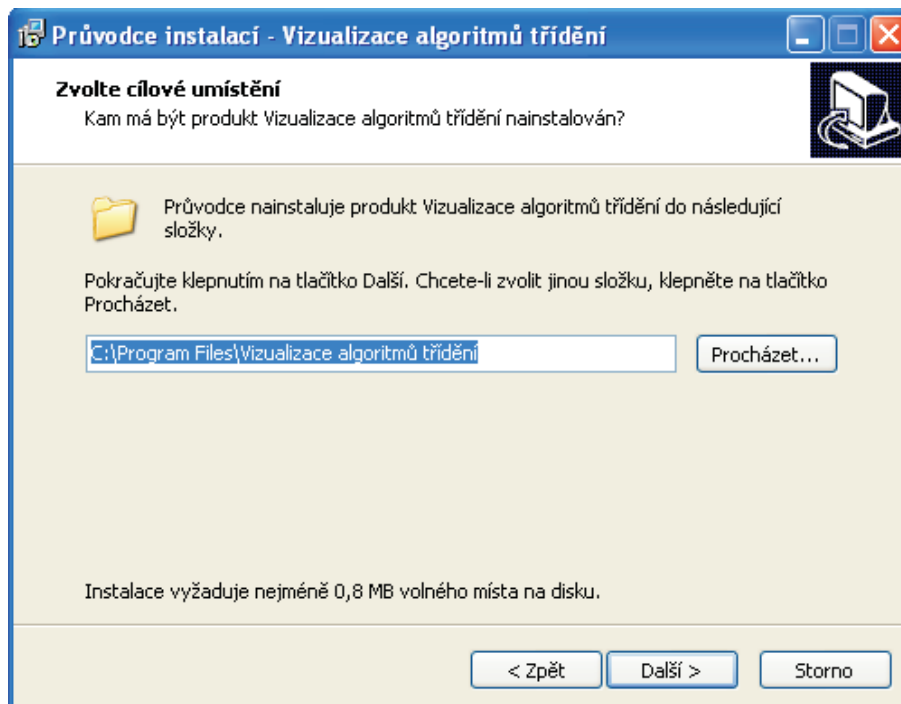 Průvodce instalací - Vizualizace algoritmů třídění
Zvolte cílové umístění
Kam má být produkt Vizualizace algoritmů třídění nainstalován?
Průvodce nainstaluje produkt Vizualizace algoritmů třídění do následující
složky.
Pokračujte klepnutím na tlačítko Další. Chcete-li zvolit jinou složku, klepněte na tlačítko
Procházet.
C:\Program Files\Vizualizace algoritmů třídění
Procházet...
Instalace vyžaduje nejméně 0,8 MB volného místa na disku.
< Zpět
Další >
Storno